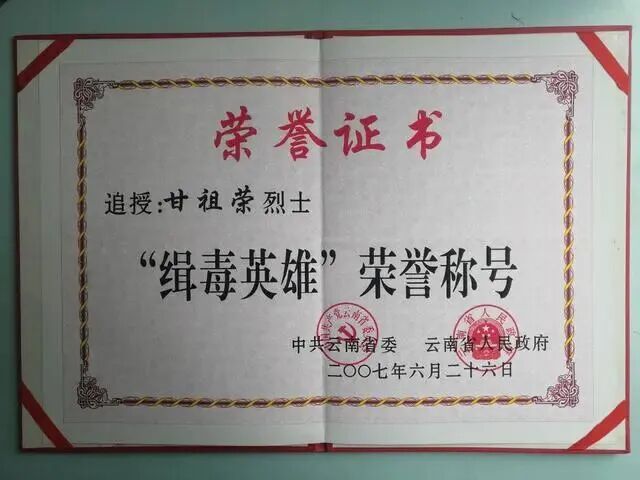 荣誉证书
追授:甘祖荣烈士
“缉毒英雄”荣誉称号
中共云南省委 云南省人民政府
二〇〇七年六月二十六日